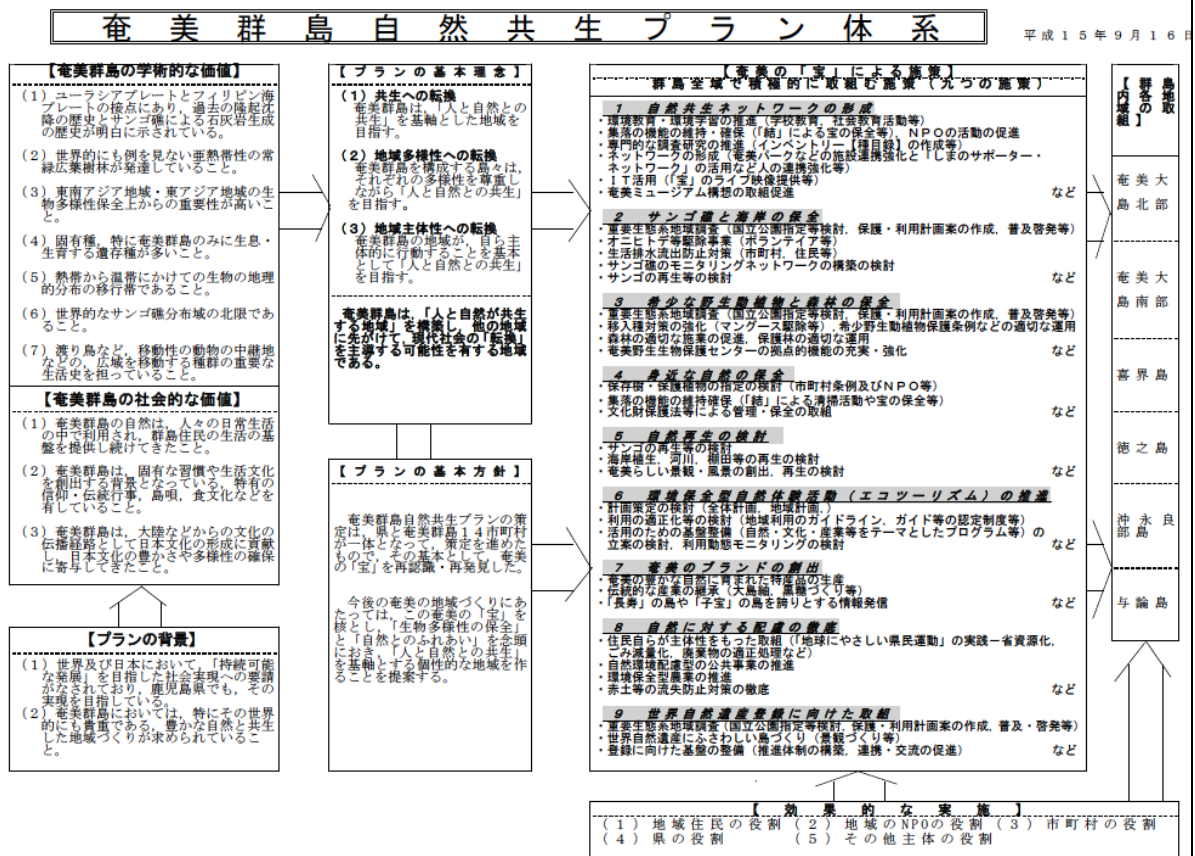 奄美群島自然共生プラン体系
平成15年9月16日
【奄美群島の学術的な価値】
(1) ユーラシアプレートとフィリピン海
プレートの接点にあり，過去の隆起沈
降の歴史とサンゴ礁による石灰岩生成
の歴史が明白に示されている。
(2) 世界的にも例を見ない亜熱帯性の常
緑広葉樹林が発達していること。
(3) 東南アジア地域・東アジア地域の生
物多様性保全上からの重要性が高いこ
と。
(4) 固有種，特に奄美群島のみに生息・
生育する遺存種が多いこと。
(5) 熱帯から温帯にかけての生物の地理
的分布の移行帯であること。
(6) 世界的なサンゴ礁分布域の北限であ
ること。
(7) 渡り鳥など，移動性の動物の中継地
などの，広域を移動する種群の重要な
生活史を担っていること。
【奄美群島の社会的な価値】
(1) 奄美群島の自然は，人々の日常生活
の中で利用され，群島住民の生活の基
盤を提供し続けてきたこと。
(2) 奄美群島は，固有な習慣や生活文化
を創出する背景となっている，特有の
信仰・伝統行事，島唄，食文化などを
有していること。
(3) 奄美群島は，大陸などからの文化の
伝播経路として日本文化の形成に貢献
し，日本文化の豊かさや多様性の確保
に寄与してきたこと。
【プランの背景】
(1) 世界及び日本において，「持続可能
な発展」を目指した社会実現への要請
がなされており，鹿児島県でも，その
実現を目指している。
(2) 奄美群島においては，特にその世界
的にも貴重である，豊かな自然と共生
した地域づくりが求められているこ
と。
【プランの基本理念】
(1) 共生への転換
奄美群島は，「人と自然との
共生」を基軸とした地域を
目指す。
(2) 地域多様性への転換
奄美群島を構成する島々は，
それぞれの多様性を尊重し
ながら「人と自然との共生」
を目指す。
(3) 地域主体性への転換
奄美群島の地域が，自ら主
体的に行動することを基本
として「人と自然との共生」
を目指す。
奄美群島は，「人と自然が共生
する地域」を構築し，他の地域
に先がけて，現代社会の「転換」
を主導する可能性を有する地域
である。
【プランの基本方針】
奄美群島自然共生プランの策
定は，県と奄美群島14市町村
が一体となって，策定を進めた
もので，その基本として，奄美
の「宝」を再認識・再発見した。
今後の奄美の地域づくりにあ
たっては，この奄美の「宝」を
核とし，「生物多様性の保全」
と「自然とのふれあい」を念頭
におき，「人と自然との共生」
を基軸とする個性的な地域を作
ることを提案する。
【奄美の「宝」による施策】
群島全域で積極的に取組む施策（九つの施策）
1 自然共生ネットワークの形成
・環境教育・環境学習の推進（学校教育，社会教育活動等）
・集落の機能の維持・確保（「結」による宝の保全等），NPOの活動の促進
・専門的な調査研究の推進（インベントリー【種目録】の作成等）
・ネットワークの形成（奄美パークなどの施設連携強化と「しまのサポーター・
ネットワーク」の活用など人の連携強化等）
・IT活用（「宝」のライブ映像提供等）
・奄美ミュージアム構想の取組促進 など
2 サンゴ礁と海岸の保全
・重要生態系地域調査（国立公園指定等検討，保護・利用計画案の作成，普及啓発等）
・オニヒトデ等駆除事業（ボランティア等）
・生活排水流出防止対策（市町村，住民等）
・サンゴ礁のモニタリングネットワークの構築の検討
・サンゴの再生等の検討 など
3 希少な野生動植物と森林の保全
・重要生態系地域調査（国立公園指定等検討，保護・利用計画案の作成，普及啓発等）
・移入種対策の強化（マングース駆除等），希少野生動植物保護条例などの適切な運用
・森林の適切な施業の促進，保護林の適切な運用
・奄美野生生物保護センターの拠点的機能の充実・強化 など
4 身近な自然の保全
・保存樹・保護植物の指定の検討（市町村条例及びNPO等）
・集落の機能の維持確保（「結」による清掃活動や宝の保全等）
・文化財保護法等による管理・保全の取組 など
5 自然再生の検討
・サンゴの再生等の検討
・海岸植生，河川，棚田等の再生の検討
・奄美らしい景観・風景の創出，再生の検討 など
6 環境保全型自然体験活動（エコツーリズム）の推進
・計画策定の検討（全体計画，地域計画，）
・利用の適正化等の検討（地域利用のガイドライン，ガイド等の認定制度等）
・活用のための基盤整備（自然・文化・産業等をテーマとしたプログラム等）の
立案の検討，利用動態モニタリングの検討 など
7 奄美のブランドの創出
・奄美の豊かな自然に育まれた特産品の生産
・伝統的な産業の継承（大島紬，黒糖づくり等）
・「長寿」の島や「子宝」の島を誇りとする情報発信 など
8 自然に対する配慮の徹底
・住民自らが主体性をもった取組（「地球にやさしい県民運動」の実践－省資源化，
ごみ減量化，廃棄物の適正処理など）
・自然環境配慮型の公共事業の推進
・環境保全型農業の推進
・赤土等の流失防止対策の徹底 など
9 世界自然遺産登録に向けた取組
・重要生態系地域調査（国立公園指定等検討，保護・利用計画案の作成，普及・啓発等）
・世界自然遺産にふさわしい島づくり（景観づくり等）
・登録に向けた基盤の整備（推進体制の構築，連携・交流の促進） など
【群島内各地域の取組】
奄美大
島北部
奄美大
島南部
喜界島
徳之島
沖永良
部島
与論島
【効果的な実施】
(1) 地域住民の役割 (2) 地域のNPOの役割 (3) 市町村の役割
(4) 県の役割 (5) その他主体の役割